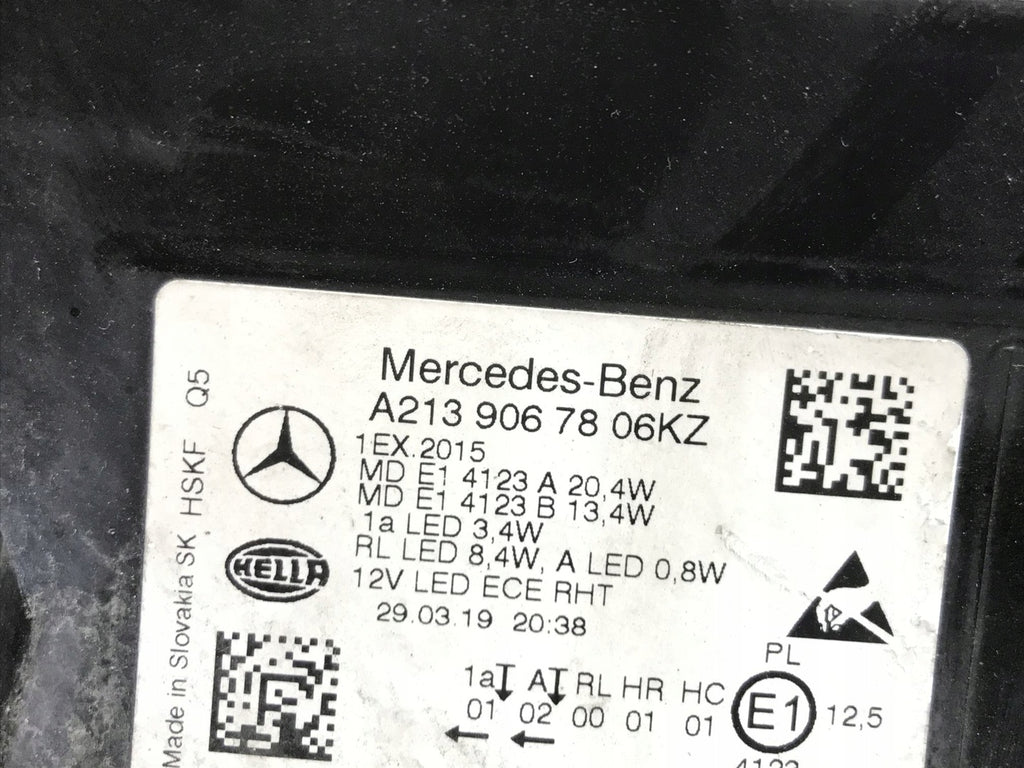 Mercedes-Benz
A213 906 78 06KZ
1EX.2015
MD E1 4123 A 20,4W
MD E1 4123 B 13,4W
1a LED 3,4W
RL LED 8,4W, A LED 0,8W
12V LED ECE RHT
29.03.19 20:38
HELLA
Made in Slovakia SK, HSKF Q5
PL
1a A RL HR HC
01 02 00 01 01
E1 12,5
4123